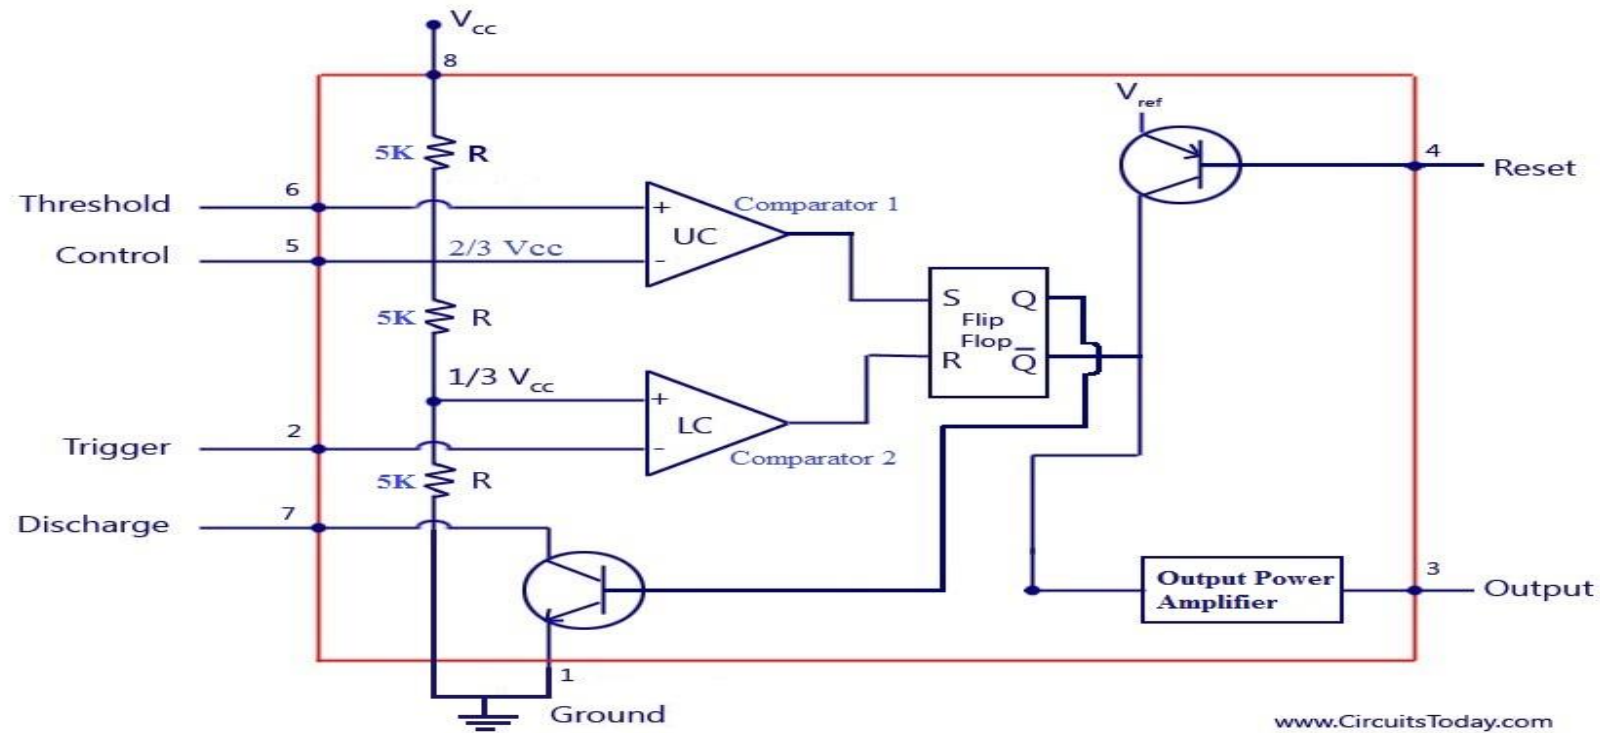 Vcc
8
Vref
5K R
4
Reset
6
Threshold
Comparator 1
+
UC
5
Control
2/3 Vcc
-
S Q
Flip
Flop
R Q̅
5K R
1/3 Vcc
+
LC
2
Trigger
-
Comparator 2
5K R
7
Discharge
Output Power
Amplifier
3
Output
1
Ground
www.CircuitsToday.com